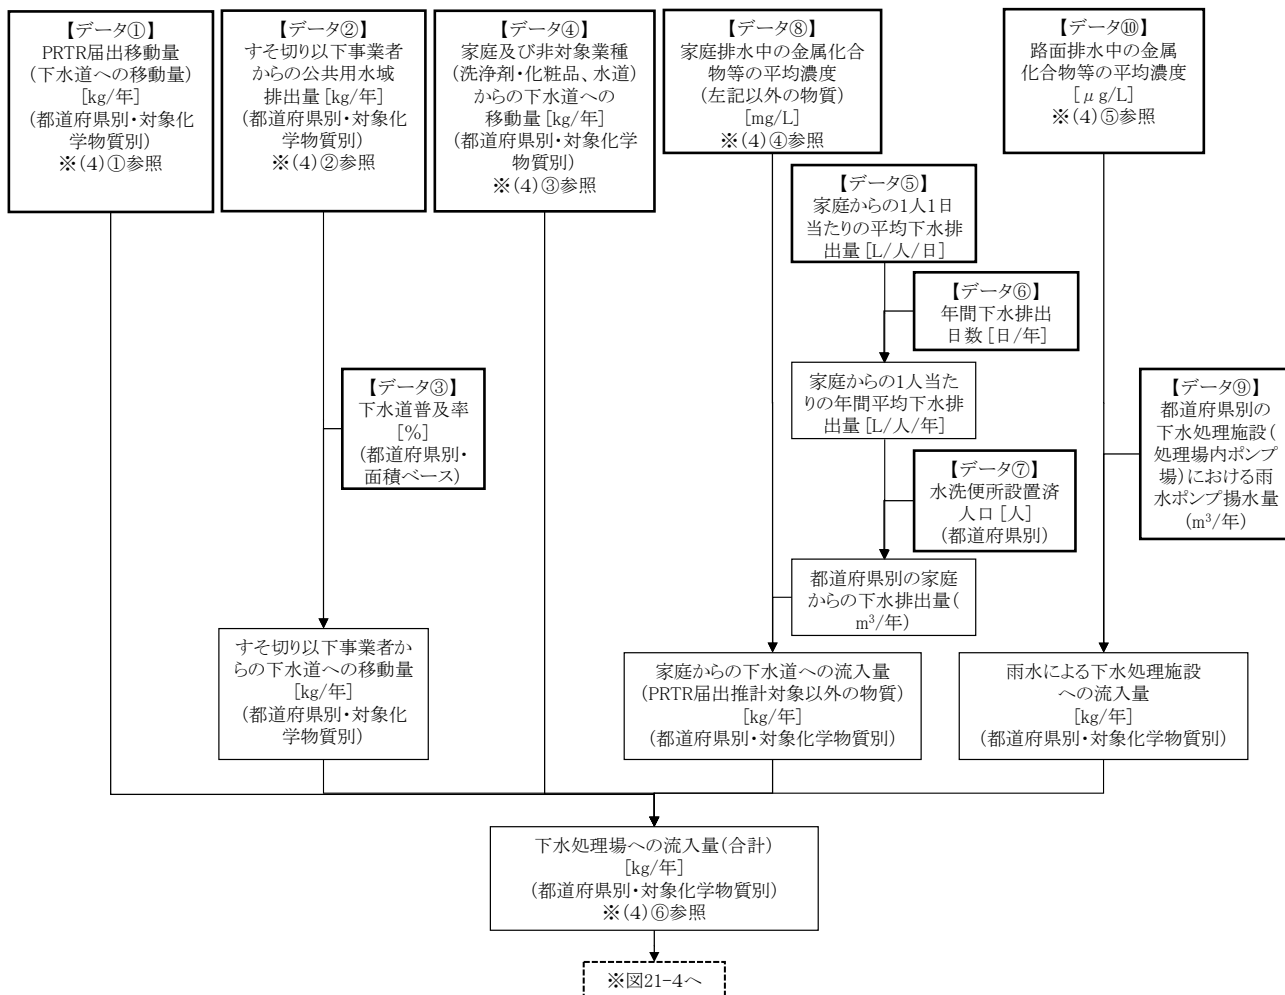 【データ①】
PRTR届出移動量
(下水道への移動量)
[kg/年]
(都道府県別・対象化
学物質別)
※(4)①参照
【データ②】
すそ切り以下事業者
からの公共用水域
排出量 [kg/年]
(都道府県別・対象化
学物質別)
※(4)②参照
【データ④】
家庭及び非対象業種
(洗浄剤・化粧品、水道)
からの下水道への
移動量 [kg/年]
(都道府県別・対象化学
物質別)
※(4)③参照
【データ⑧】
家庭排水中の金属化合
物等の平均濃度
(左記以外の物質)
[mg/L]
※(4)④参照
【データ⑩】
路面排水中の金属
化合物等の平均濃度
[μg/L]
※(4)⑤参照
【データ⑤】
家庭からの1人1日
当たりの平均下水排
出量 [L/人/日]
【データ⑥】
年間下水排出
日数 [日/年]
【データ③】
下水道普及率
[%]
(都道府県別・
面積ベース)
家庭からの1人当た
りの年間平均下水排
出量 [L/人/年]
【データ⑨】
都道府県別の
下水処理施設(
処理場内ポンプ
場)における雨
水ポンプ揚水量
(m³/年)
【データ⑦】
水洗便所設置済
人口 [人]
(都道府県別)
都道府県別の家庭
からの下水排出量(
m³/年)
すそ切り以下事業者か
らの下水道への移動量
[kg/年]
(都道府県別・対象化
学物質別)
家庭からの下水道への流入量
(PRTR届出推計対象以外の物質)
[kg/年]
(都道府県別・対象化学物質別)
雨水による下水処理施設
への流入量
[kg/年]
(都道府県別・対象化学物質別)
下水処理場への流入量(合計)
[kg/年]
(都道府県別・対象化学物質別)
※(4)⑥参照
※図21-4へ